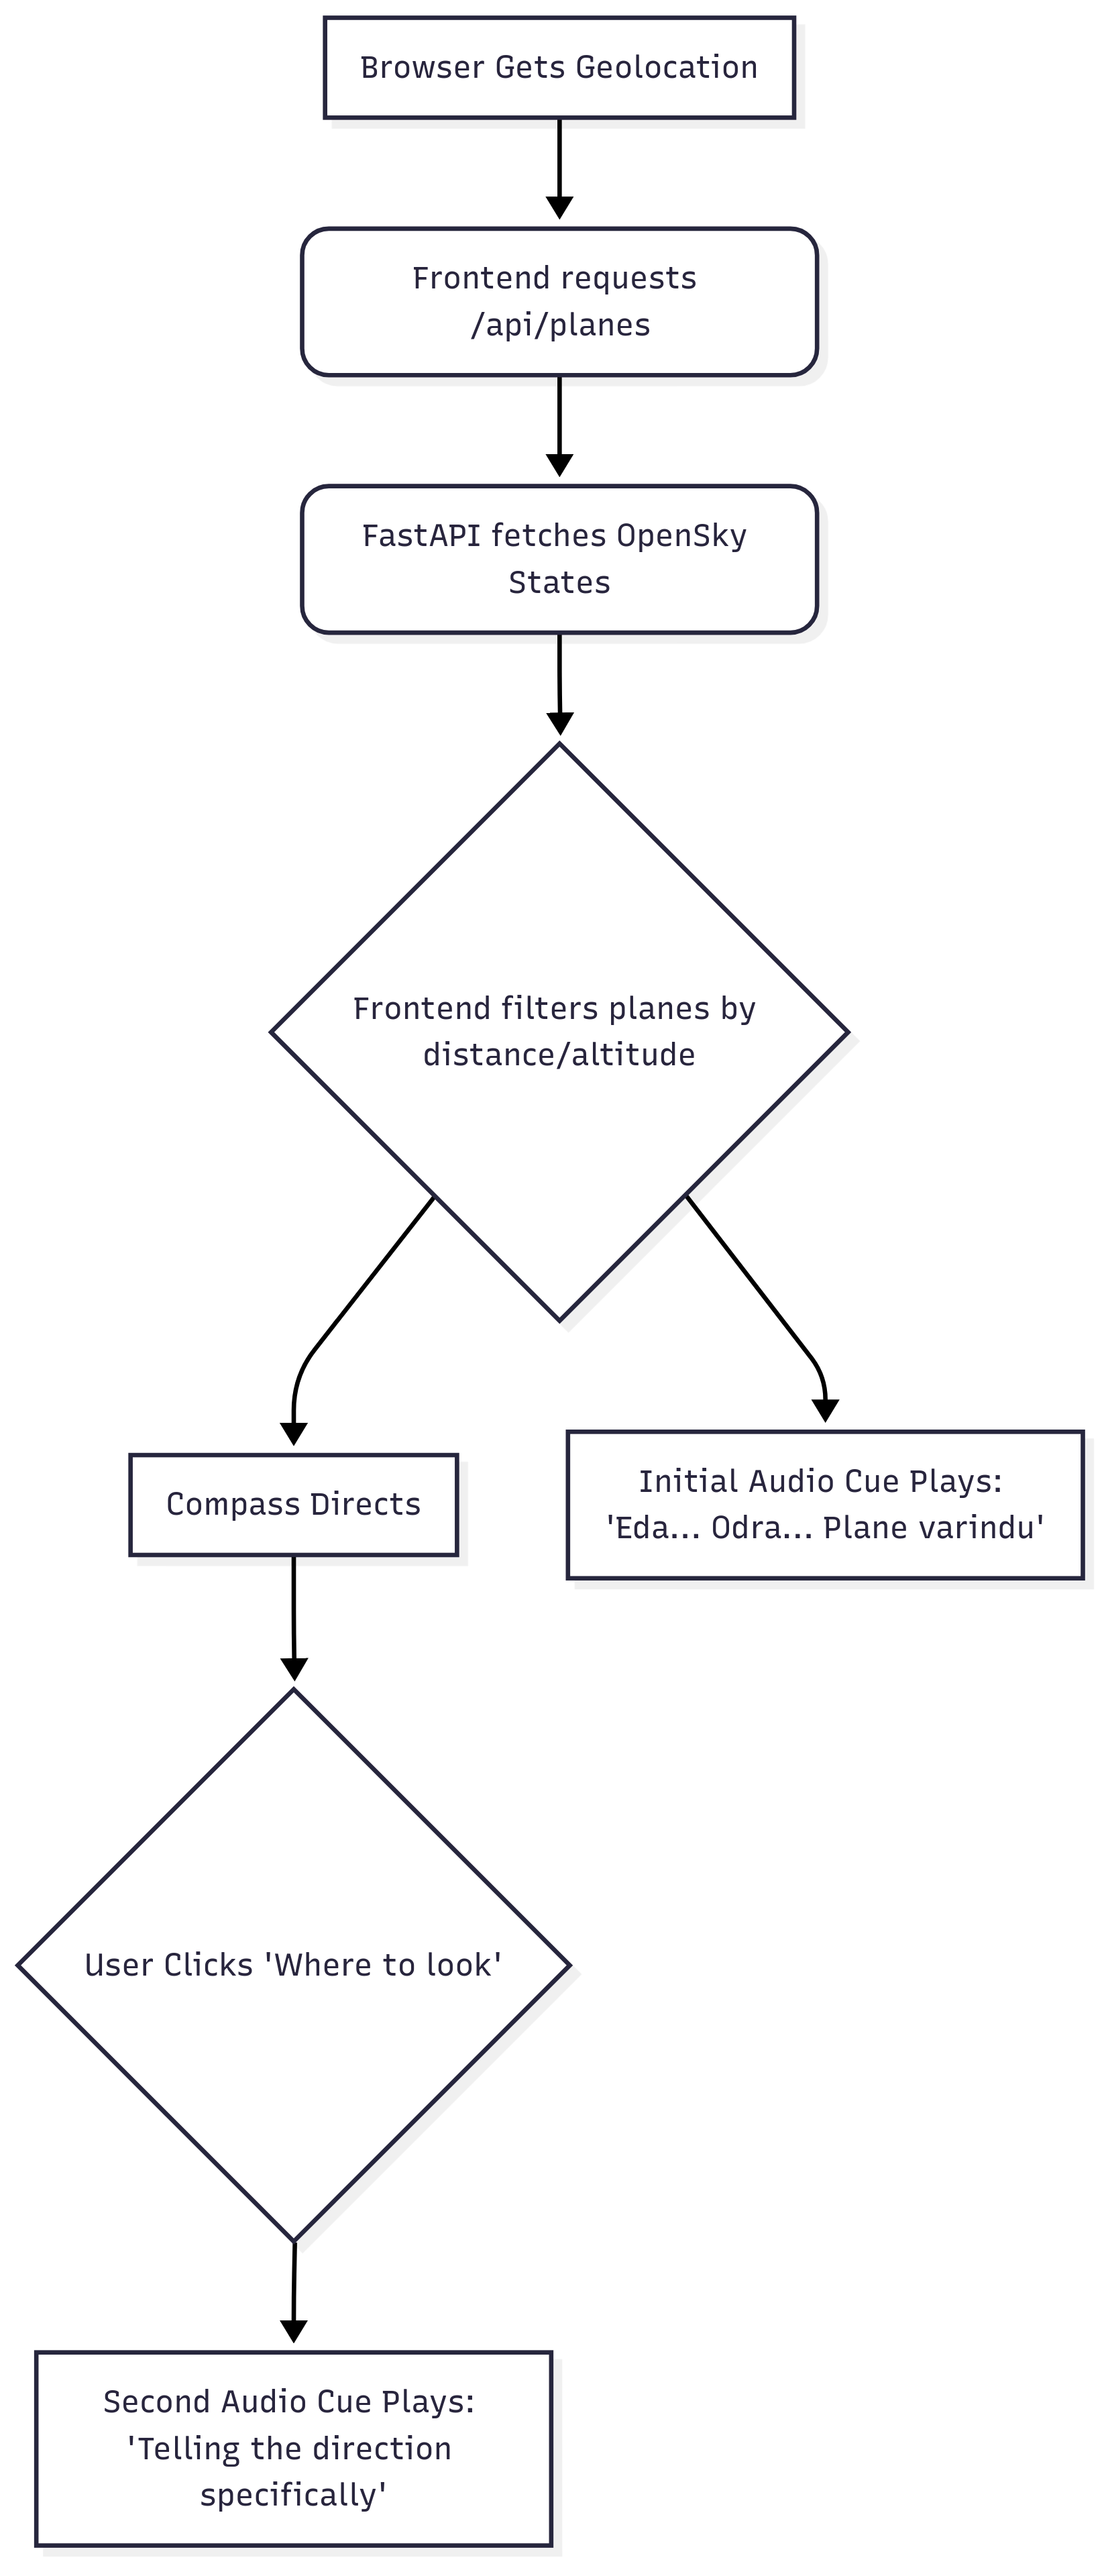 Browser Gets Geolocation
Frontend requests
/api/planes
FastAPI fetches OpenSky
States
Frontend filters planes by
distance/altitude
Compass Directs
Initial Audio Cue Plays:
'Eda... Odra... Plane varindu'
User Clicks 'Where to look'
Second Audio Cue Plays:
'Telling the direction
specifically'